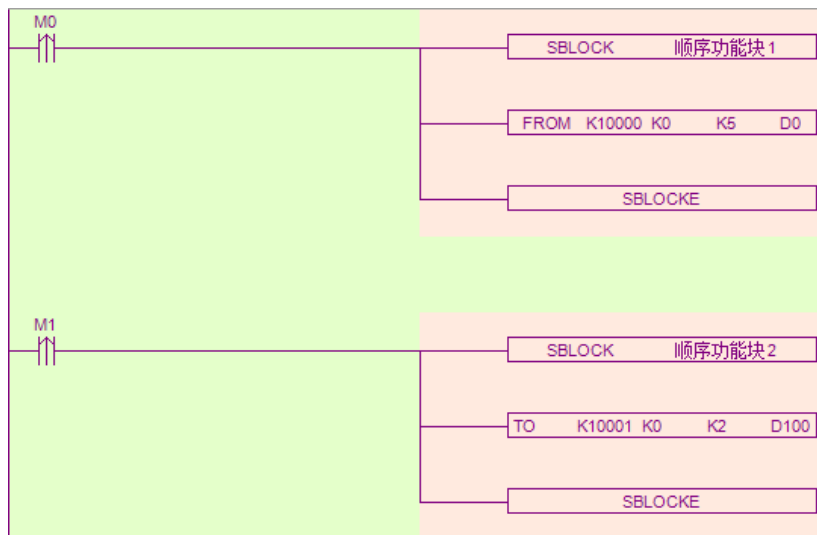 M0
SBLOCK 顺序功能块1
FROM K10000 K0 K5 D0
SBLOCKE
M1
SBLOCK 顺序功能块2
TO K10001 K0 K2 D100
SBLOCKE